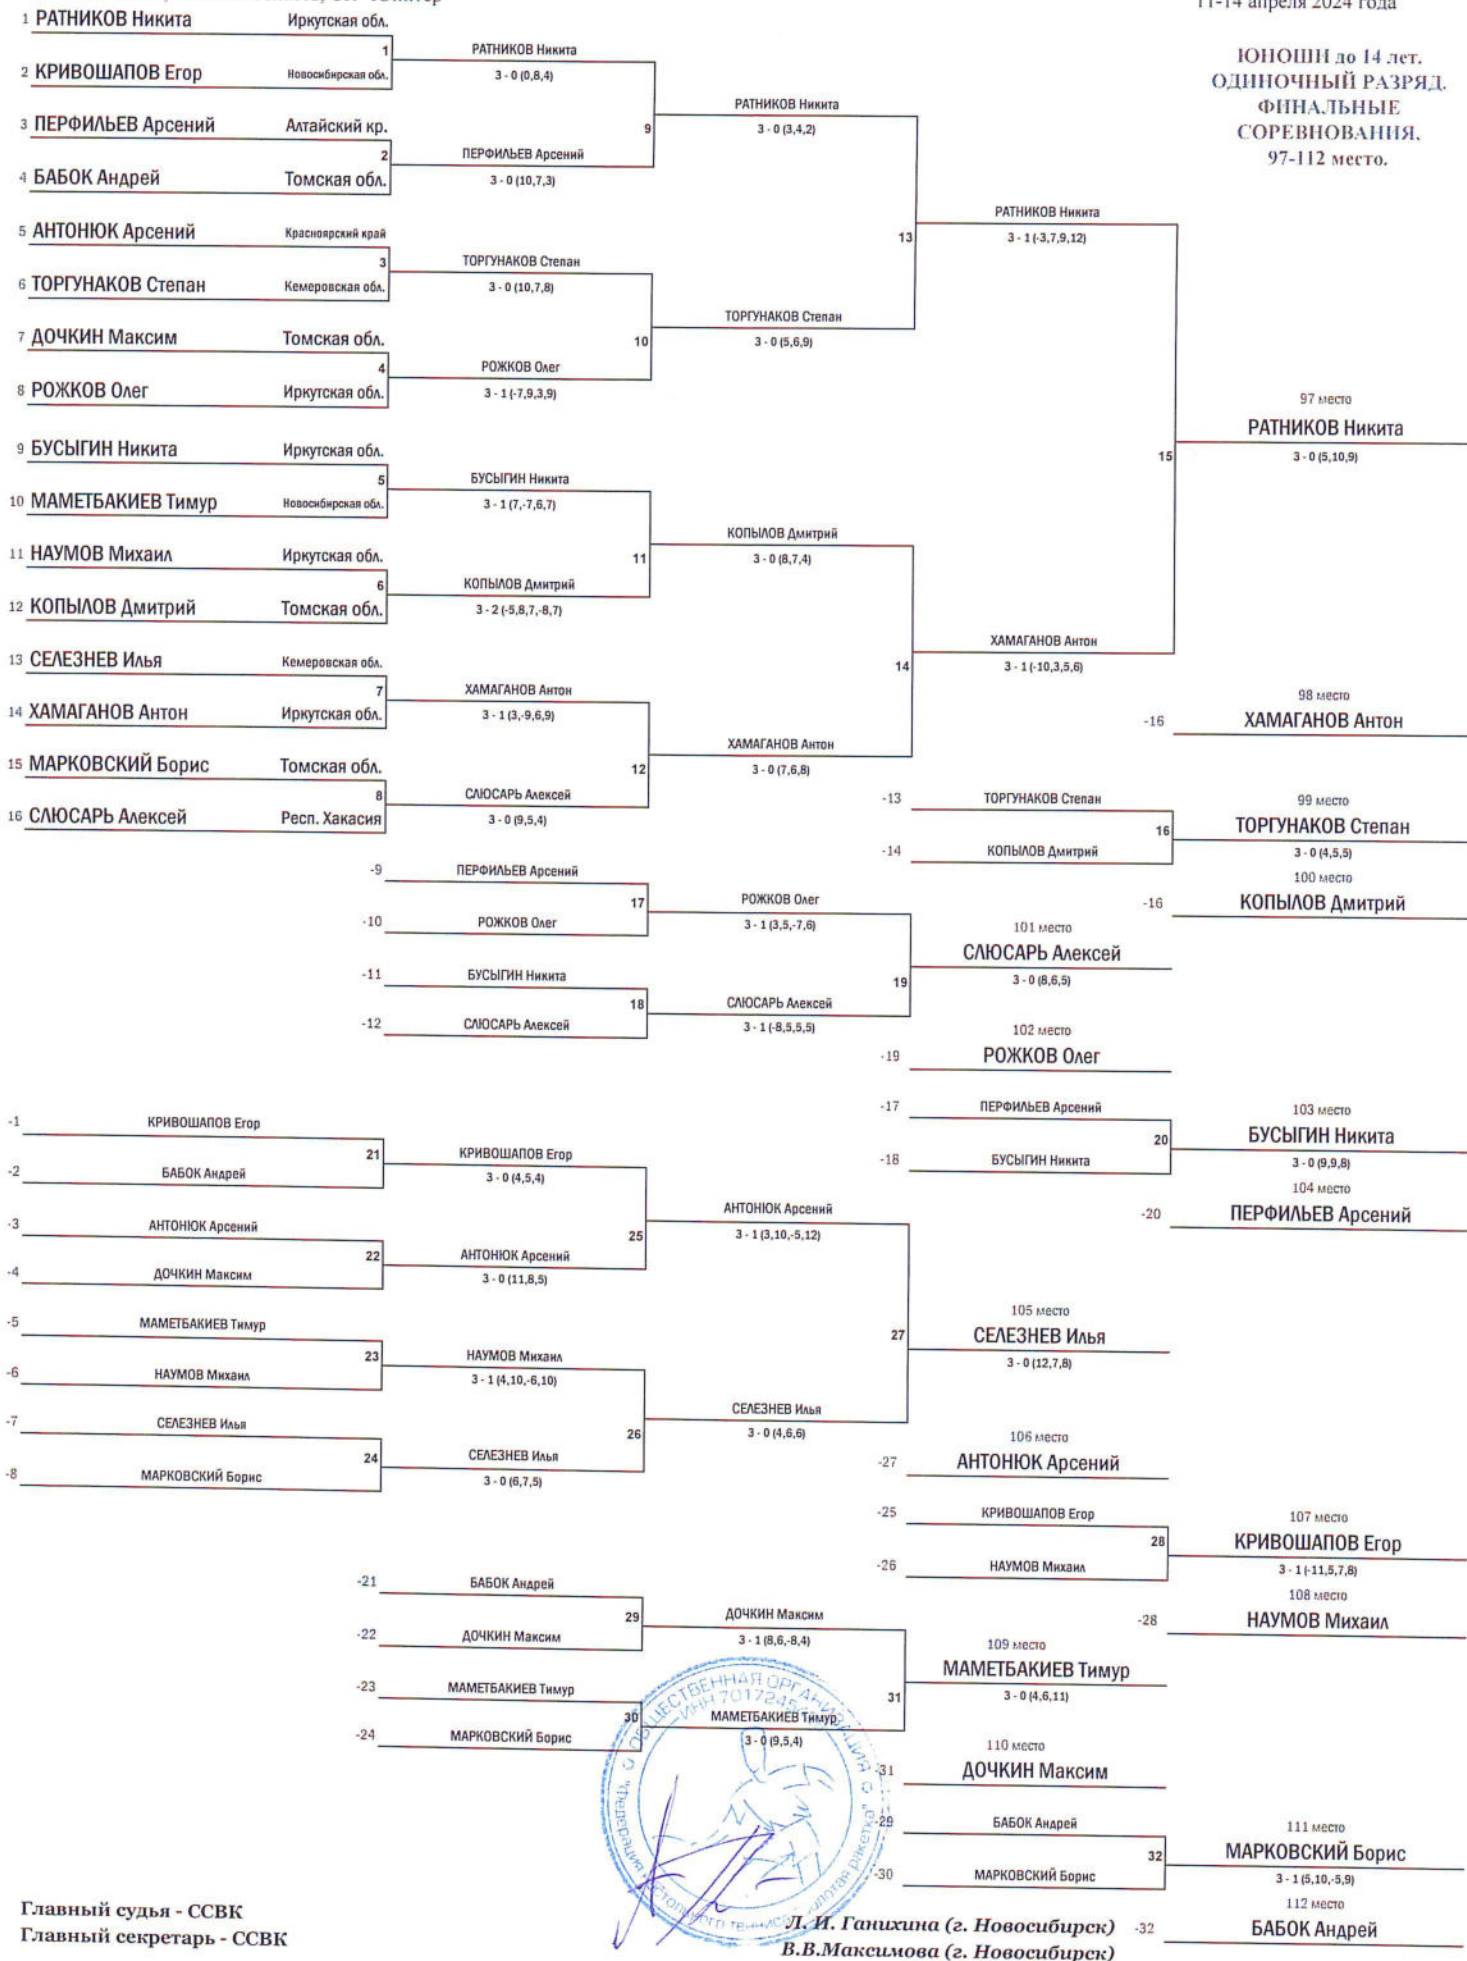 11-14 апреля 2024 года
ЮНОШИ до 14 лет.
ОДИНОЧНЫЙ РАЗРЯД.
ФИНАЛЬНЫЕ
СОРЕВНОВАНИЯ.
97-112 место.
1 РАТНИКОВ Никита Иркутская обл.
1 РАТНИКОВ Никита
2 КРИВОШАПОВ Егор Новосибирская обл.
3 - 0 (0,8,4)
3 ПЕРФИЛЬЕВ Арсений Алтайский кр.
9 РАТНИКОВ Никита
3 - 0 (3,4,2)
2 ПЕРФИЛЬЕВ Арсений
4 БАБОК Андрей Томская обл.
3 - 0 (10,7,3)
5 АНТОНЮК Арсений Красноярский край
13 РАТНИКОВ Никита
3 - 1 (-3,7,9,12)
3 ТОРГУНАКОВ Степан
6 ТОРГУНАКОВ Степан Кемеровская обл.
3 - 0 (10,7,8)
7 ДОЧКИН Максим Томская обл.
10 ТОРГУНАКОВ Степан
3 - 0 (5,6,9)
4 РОЖКОВ Олег
8 РОЖКОВ Олег Иркутская обл.
3 - 1 (-7,9,3,9)
97 место
15 РАТНИКОВ Никита
3 - 0 (5,10,9)
9 БУСЫГИН Никита Иркутская обл.
5 БУСЫГИН Никита
10 МАМЕТБАКИЕВ Тимур Новосибирская обл.
3 - 1 (7,-7,6,7)
11 НАУМОВ Михаил Иркутская обл.
11 КОПЫЛОВ Дмитрий
3 - 0 (8,7,4)
6 КОПЫЛОВ Дмитрий
12 КОПЫЛОВ Дмитрий Томская обл.
3 - 2 (-5,8,7,-8,7)
13 СЕЛЕЗНЕВ Илья Кемеровская обл.
14 ХАМАГАНОВ Антон
3 - 1 (-10,3,5,6)
7 ХАМАГАНОВ Антон
14 ХАМАГАНОВ Антон Иркутская обл.
3 - 1 (3,-9,6,9)
98 место
-16 ХАМАГАНОВ Антон
15 МАРКОВСКИЙ Борис Томская обл.
12 ХАМАГАНОВ Антон
3 - 0 (7,6,8)
8 СЛЮСАРЬ Алексей
16 СЛЮСАРЬ Алексей Респ. Хакасия
3 - 0 (9,5,4)
-13 ТОРГУНАКОВ Степан
99 место
16 ТОРГУНАКОВ Степан
-14 КОПЫЛОВ Дмитрий
3 - 0 (4,5,5)
100 место
-16 КОПЫЛОВ Дмитрий
-9 ПЕРФИЛЬЕВ Арсений
17 РОЖКОВ Олег
-10 РОЖКОВ Олег
3 - 1 (3,5,-7,6)
101 место
19 СЛЮСАРЬ Алексей
3 - 0 (8,6,5)
-11 БУСЫГИН Никита
18 СЛЮСАРЬ Алексей
-12 СЛЮСАРЬ Алексей
3 - 1 (-8,5,5,5)
102 место
-19 РОЖКОВ Олег
-17 ПЕРФИЛЬЕВ Арсений
103 место
20 БУСЫГИН Никита
-18 БУСЫГИН Никита
3 - 0 (9,9,8)
104 место
-20 ПЕРФИЛЬЕВ Арсений
-1 КРИВОШАПОВ Егор
21 КРИВОШАПОВ Егор
-2 БАБОК Андрей
3 - 0 (4,5,4)
25 АНТОНЮК Арсений
3 - 1 (3,10,-5,12)
-3 АНТОНЮК Арсений
22 АНТОНЮК Арсений
-4 ДОЧКИН Максим
3 - 0 (11,8,5)
105 место
27 СЕЛЕЗНЕВ Илья
3 - 0 (12,7,8)
-5 МАМЕТБАКИЕВ Тимур
23 НАУМОВ Михаил
-6 НАУМОВ Михаил
3 - 1 (4,10,-6,10)
26 СЕЛЕЗНЕВ Илья
3 - 0 (4,6,6)
-7 СЕЛЕЗНЕВ Илья
24 СЕЛЕЗНЕВ Илья
-8 МАРКОВСКИЙ Борис
3 - 0 (6,7,5)
106 место
-27 АНТОНЮК Арсений
-25 КРИВОШАПОВ Егор
107 место
28 КРИВОШАПОВ Егор
-26 НАУМОВ Михаил
3 - 1 (-11,5,7,8)
108 место
-28 НАУМОВ Михаил
-21 БАБОК Андрей
29 ДОЧКИН Максим
-22 ДОЧКИН Максим
3 - 1 (8,6,-8,4)
109 место
31 МАМЕТБАКИЕВ Тимур
3 - 0 (4,6,11)
-23 МАМЕТБАКИЕВ Тимур
30 МАМЕТБАКИЕВ Тимур
-24 МАРКОВСКИЙ Борис
3 - 0 (9,5,4)
110 место
-31 ДОЧКИН Максим
-29 БАБОК Андрей
111 место
32 МАРКОВСКИЙ Борис
-30 МАРКОВСКИЙ Борис
3 - 1 (5,10,-5,9)
112 место
-32 БАБОК Андрей
ОБЩЕСТВЕННАЯ ОРГАНИЗАЦИЯ
Главный судья - ССВК Л. И. Ганихина (г. Новосибирск)
Главный секретарь - ССВК В.В.Максимова (г. Новосибирск)